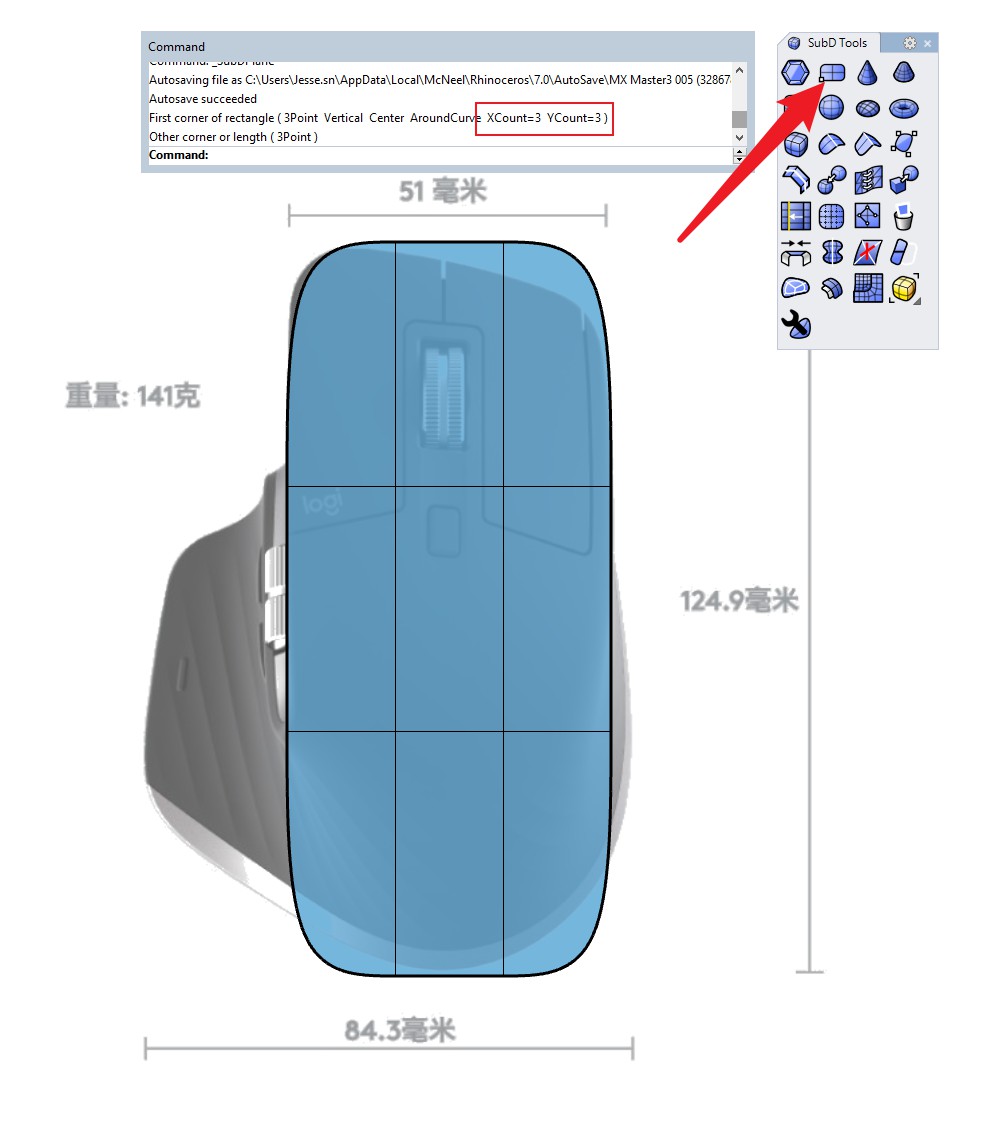 Command
SubD Tools
Command: _SubDPlane
Autosaving file as C:\Users\Jesse.sn\AppData\Local\McNeel\Rhinoceros\7.0\AutoSave\MX Master3 005 (32867
Autosave succeeded
First corner of rectangle ( 3Point Vertical Center AroundCurve XCount=3 YCount=3 )
Other corner or length ( 3Point )
Command:
51 毫米
重量: 141克
logi
124.9毫米
84.3毫米